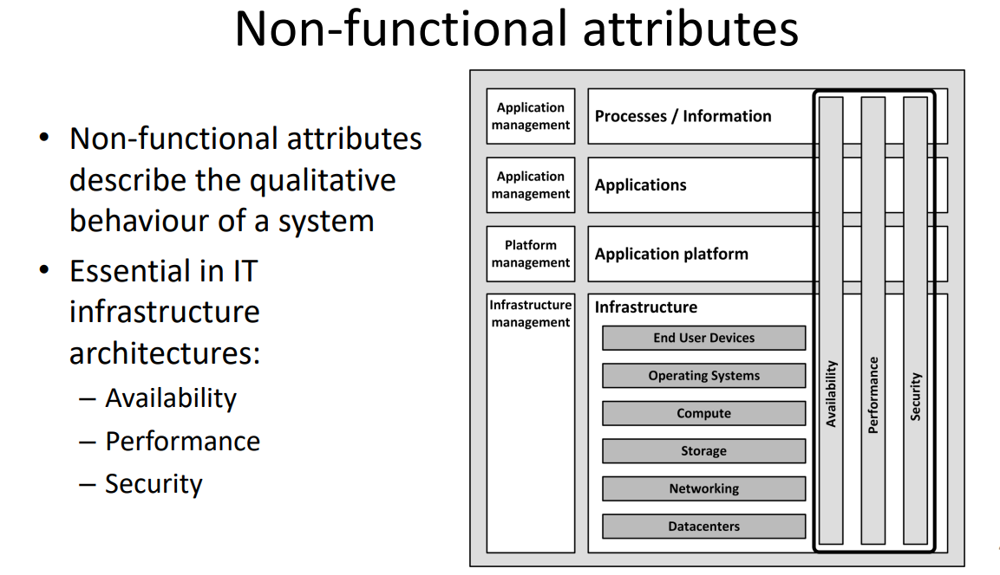 Non-functional attributes
• Non-functional attributes
describe the qualitative
behaviour of a system
• Essential in IT
infrastructure
architectures:
– Availability
– Performance
– Security
Application
management
Processes / Information
Application
management
Applications
Platform
management
Application platform
Infrastructure
management
Infrastructure
End User Devices
Operating Systems
Compute
Storage
Networking
Datacenters
Availability
Performance
Security